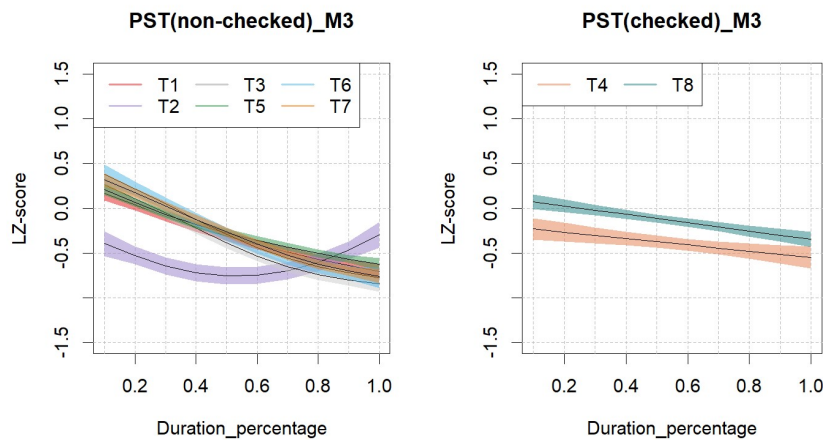 PST(non-checked)_M3
T1 T3 T6
T2 T5 T7
1.5
1.0
0.5
0.0
-0.5
-1.5
LZ-score
0.2 0.4 0.6 0.8 1.0
Duration_percentage
PST(checked)_M3
T4 T8
1.5
1.0
0.5
0.0
-0.5
-1.5
LZ-score
0.2 0.4 0.6 0.8 1.0
Duration_percentage